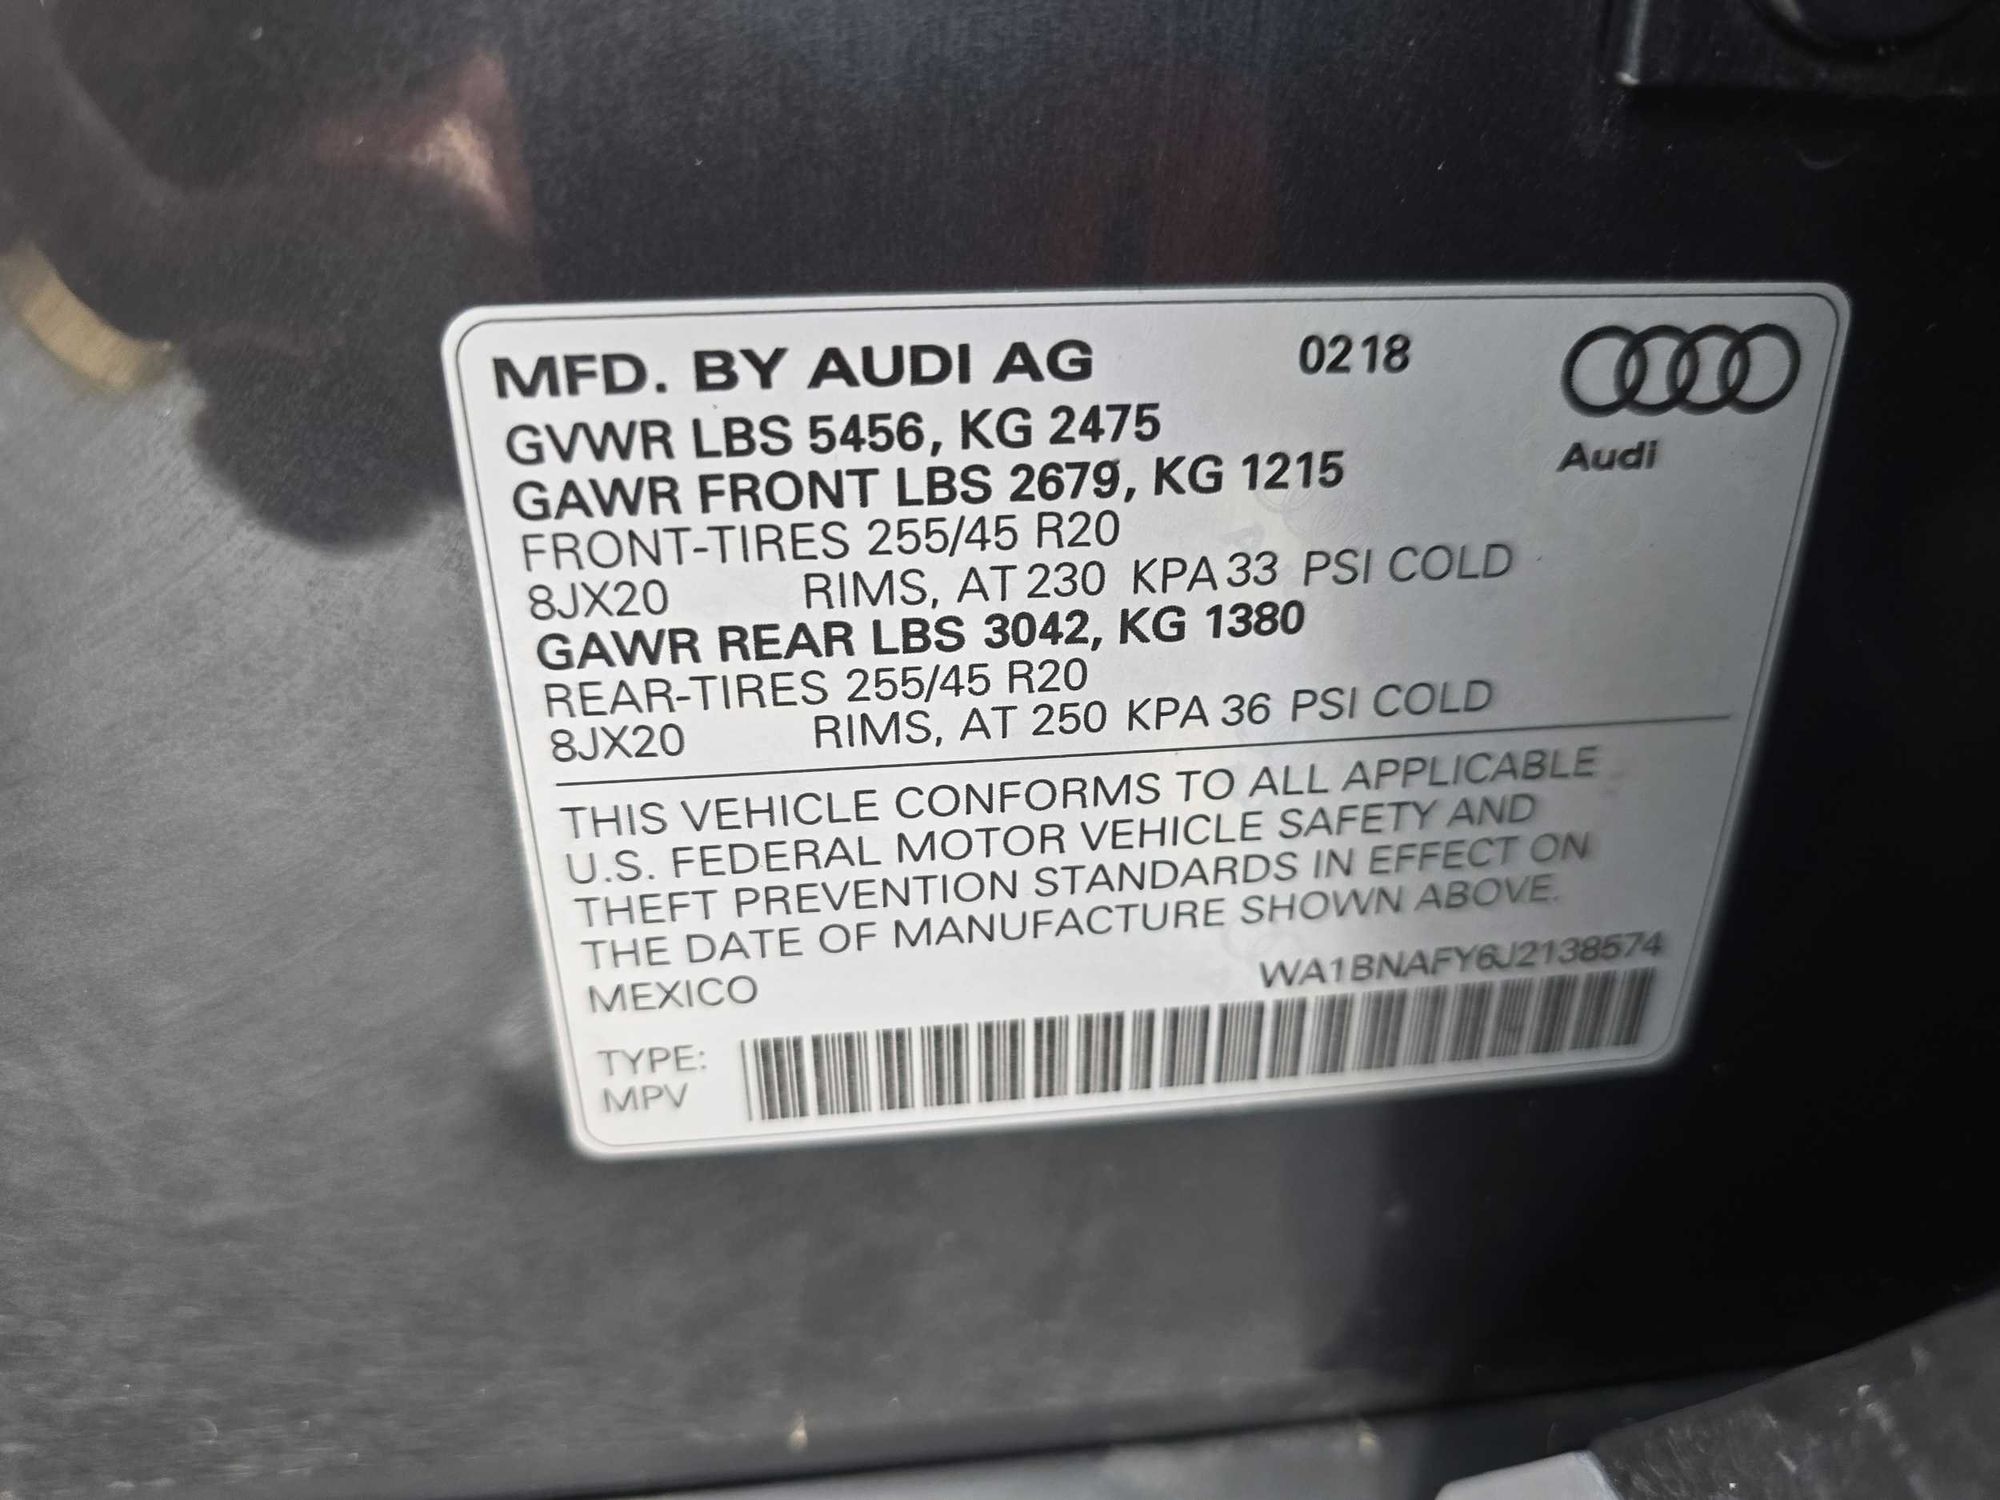 MFD. BY AUDI AG 0218
GVWR LBS 5456, KG 2475
Audi
GAWR FRONT LBS 2679, KG 1215
FRONT-TIRES 255/45 R20
8JX20 RIMS, AT 230 KPA 33 PSI COLD
GAWR REAR LBS 3042, KG 1380
REAR-TIRES 255/45 R20
8JX20 RIMS, AT 250 KPA 36 PSI COLD
THIS VEHICLE CONFORMS TO ALL APPLICABLE
U.S. FEDERAL MOTOR VEHICLE SAFETY AND
THEFT PREVENTION STANDARDS IN EFFECT ON
THE DATE OF MANUFACTURE SHOWN ABOVE.
MEXICO WA1BNAFY6J2138574
TYPE:
MPV